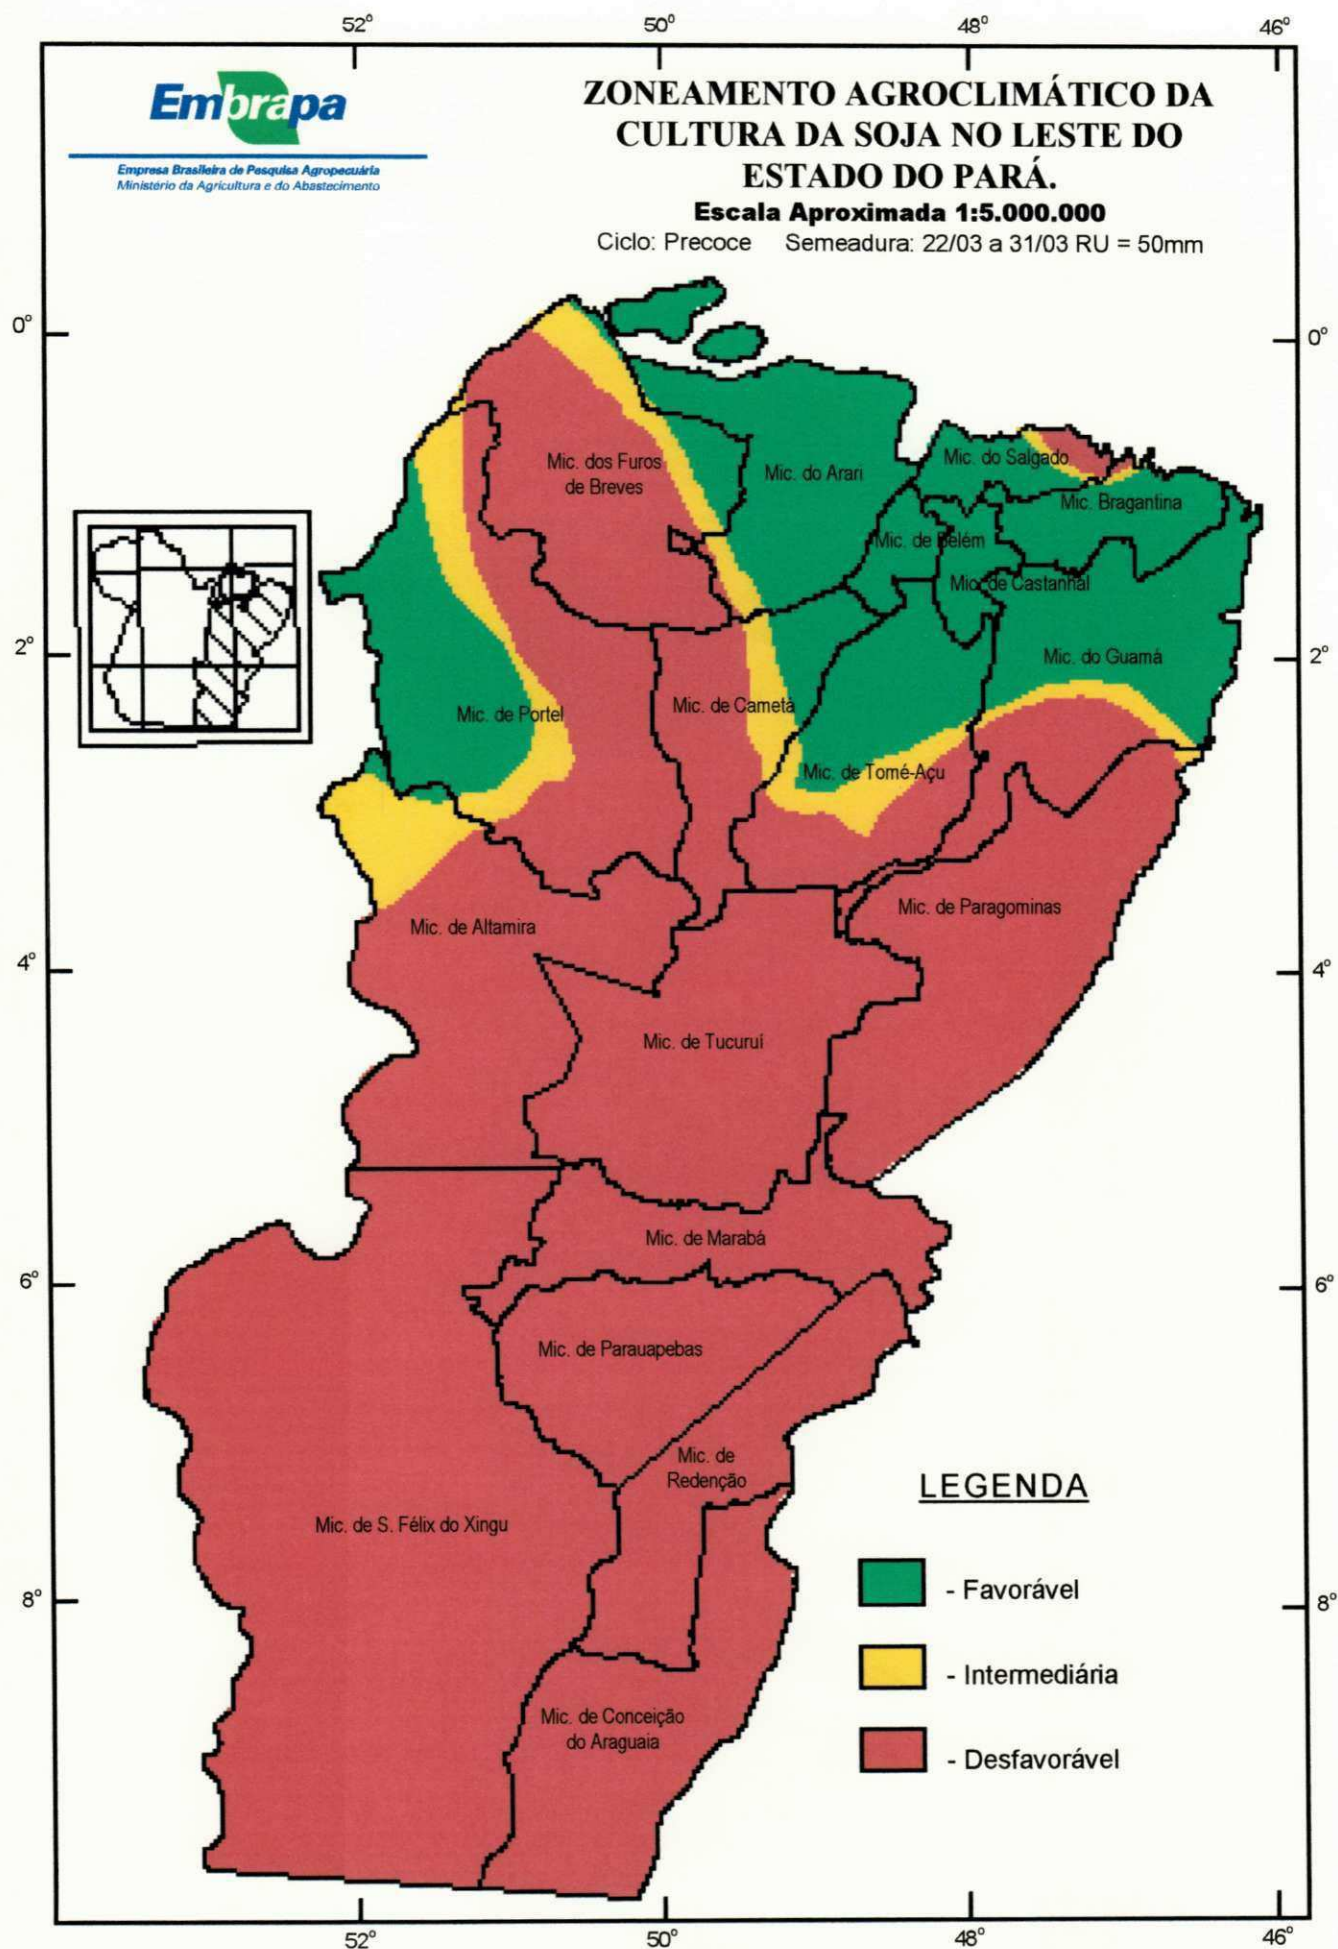 52°
50°
48°
46°
Embrapa
Empresa Brasileira de Pesquisa Agropecuária
Ministério da Agricultura e do Abastecimento
ZONEAMENTO AGROCLIMÁTICO DA
CULTURA DA SOJA NO LESTE DO
ESTADO DO PARÁ.
Escala Aproximada 1:5.000.000
Ciclo: Precoce Semeadura: 22/03 a 31/03 RU = 50mm
0°
0°
Mic. dos Furos
de Breves
Mic. do Arari
Mic. do Salgado
Mic. Bragantina
Mic. de Belém
Mic. de Castanhal
2°
Mic. do Guamá
2°
Mic. de Portel
Mic. de Cametá
Mic. de Tomé-Açu
Mic. de Altamira
Mic. de Paragominas
4°
4°
Mic. de Tucuruí
Mic. de Marabá
6°
6°
Mic. de Parauapebas
Mic. de
Redenção
Mic. de S. Félix do Xingu
LEGENDA
- Favorável
8°
8°
- Intermediária
Mic. de Conceição
do Araguaia
- Desfavorável
52°
50°
48°
46°